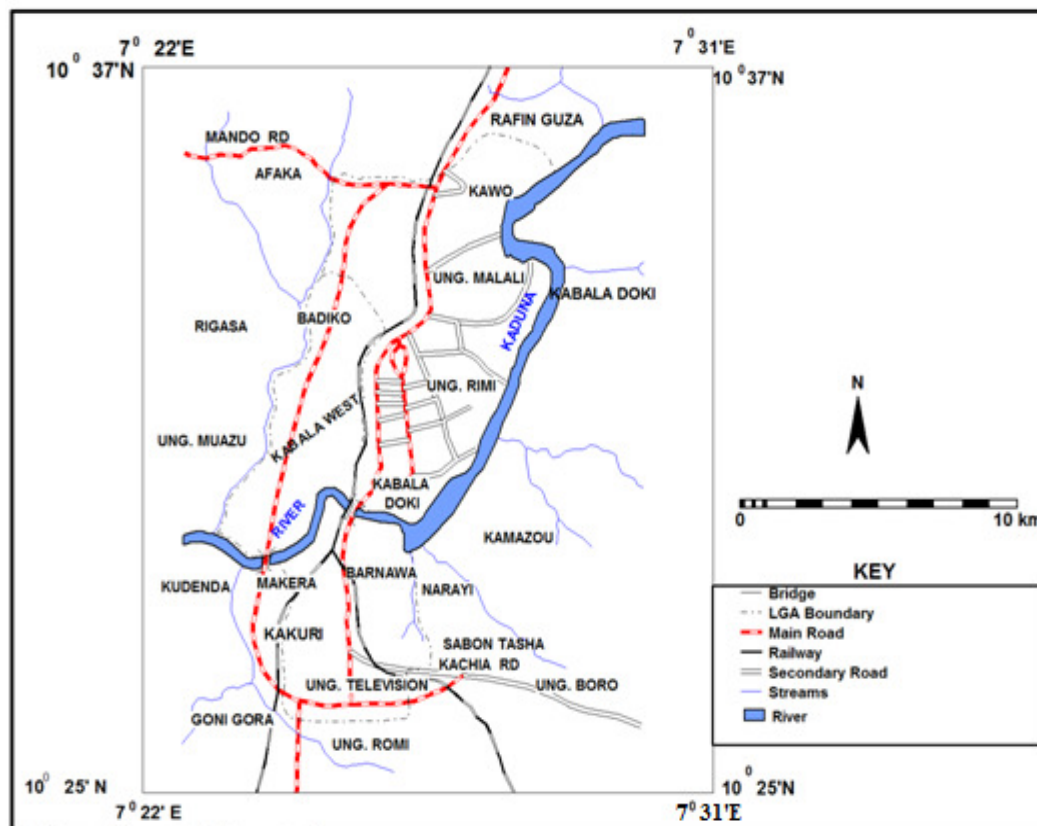 7⁰ 22'E
7⁰ 31'E
10⁰ 37'N
10⁰ 37'N
RAFIN GUZA
MANDO RD
AFAKA
KAWO
UNG. MALALI
KABALA DOKI
KADUNA
RIGASA
BADIKO
UNG. RIMI
N
KABALA WEST
UNG. MUAZU
KABALA
DOKI
RIVER
0 10 km
KAMAZOU
KUDENDA
MAKERA
BARNAWA
NARAYI
KAKURI
SABON TASHA
KACHIA RD
UNG. TELEVISION
UNG. BORO
GONI GORA
UNG. ROMI
KEY
Bridge
LGA Boundary
Main Road
Railway
Secondary Road
Streams
River
10⁰ 25' N
10⁰ 25'N
7⁰ 22' E
7⁰ 31'E